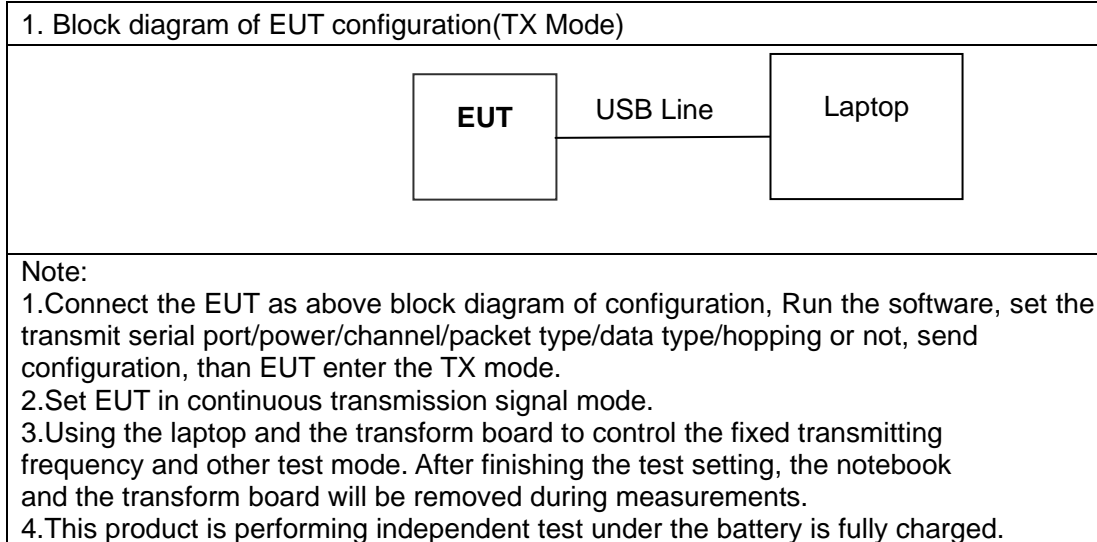 1. Block diagram of EUT configuration(TX Mode)
EUT
USB Line
Laptop
Note:
1.Connect the EUT as above block diagram of configuration, Run the software, set the
transmit serial port/power/channel/packet type/data type/hopping or not, send
configuration, than EUT enter the TX mode.
2.Set EUT in continuous transmission signal mode.
3.Using the laptop and the transform board to control the fixed transmitting
frequency and other test mode. After finishing the test setting, the notebook
and the transform board will be removed during measurements.
4.This product is performing independent test under the battery is fully charged.